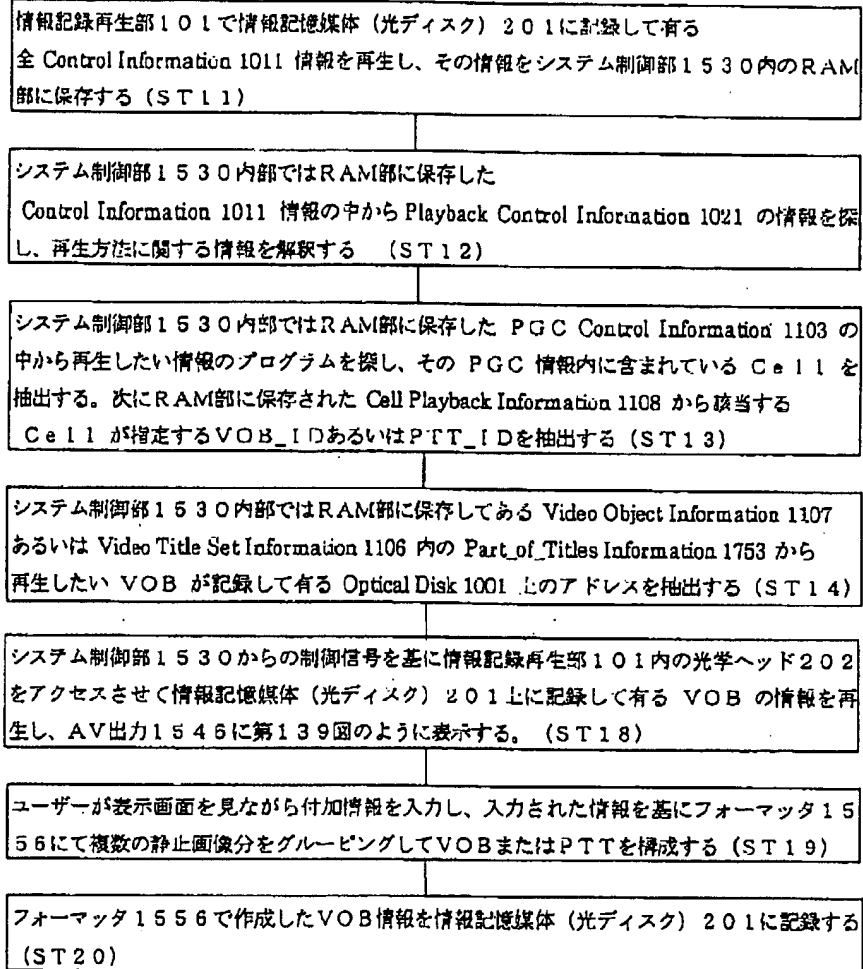 情報記録再生部101で情報記憶媒体(光ディスク)201に記録して有る
全 Control Information 1011 情報を再生し、その情報をシステム制御部1530内のRAM
部に保存する(ST11)
システム制御部1530内部ではRAM部に保存した
Control Information 1011 情報の中から Playback Control Information 1021 の情報を探
し、再生方法に関する情報を解釈する (ST12)
システム制御部1530内部ではRAM部に保存した PGC Control Information 1103 の
中から再生したい情報のプログラムを探し、その PGC 情報内に含まれている Cell を
抽出する。次にRAM部に保存された Cell Playback Information 1108 から該当する
Cell が指定するVOB_IDあるいはPTT_IDを抽出する(ST13)
システム制御部1530内部ではRAM部に保存してある Video Object Information 1107
あるいは Video Title Set Information 1106 内の Part_of_Titles Information 1753 から
再生したい VOB が記録して有る Optical Disk 1001 上のアドレスを抽出する(ST14)
システム制御部1530からの制御信号を基に情報記録再生部101内の光学ヘッド202
をアクセスさせて情報記憶媒体(光ディスク)201上に記録して有る VOB の情報を再
生し、AV出力1546に第139図のように表示する。(ST18)
ユーザーが表示画面を見ながら付加情報を入力し、入力された情報を基にフォーマッタ15
56にて複数の静止画像分をグルーピングしてVOBまたはPTTを構成する(ST19)
フォーマッタ1556で作成したVOB情報を情報記憶媒体(光ディスク)201に記録する
(ST20)